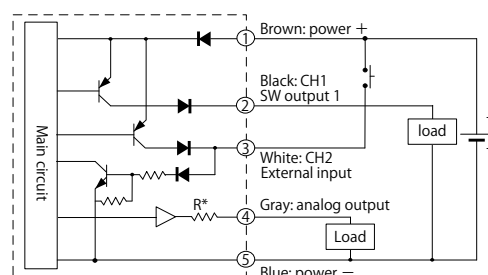 Main circuit
① Brown: power +
Black: CH1
② SW output 1
load
③
White: CH2
External input
R*
④ Gray: analog output
Load
⑤
Blue: power −